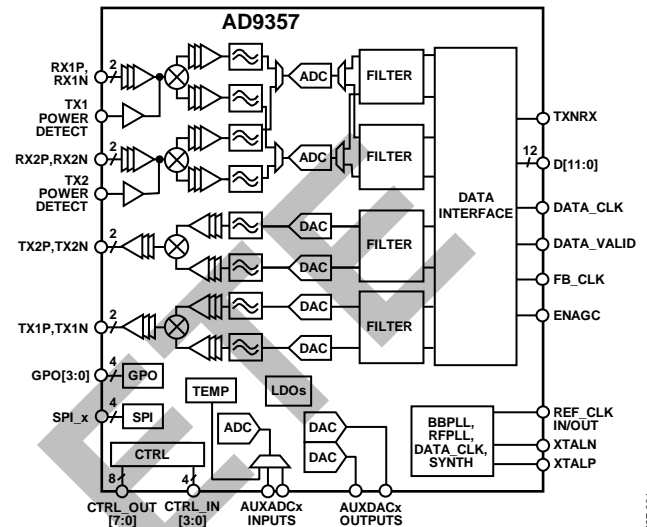 AD9357
RX1P,
RX1N
2
TX1
POWER
DETECT
RX2P,RX2N
2
TX2
POWER
DETECT
ADC
ADC
FILTER
FILTER
DATA
INTERFACE
TXNRX
12
D[11:0]
DATA_CLK
DATA_VALID
FB_CLK
ENAGC
TX2P,TX2N
2
DAC
DAC
FILTER
TX1P,TX1N
2
DAC
DAC
FILTER
GPO[3:0]
4
GPO
SPI_x
4
SPI
TEMP
LDOs
ADC
DAC
DAC
BBPLL,
RFPLL,
DATA_CLK,
SYNTH
REF_CLK
IN/OUT
XTALN
XTALP
CTRL
8
4
CTRL_OUT
[7:0]
CTRL_IN
[3:0]
AUXADCx
INPUTS
AUXDACx
OUTPUTS
ETE